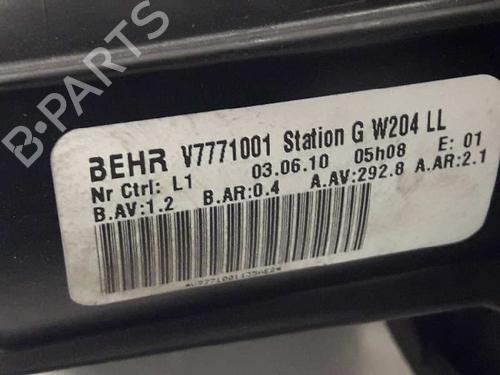 B-PARTS
BEHR V7771001 Station G W204 LL
Nr Ctrl: L1 03.06.10 05h08 E: 01
B.AV:1.2 B.AR:0.4 A.AV:292.8 A.AR:2.1